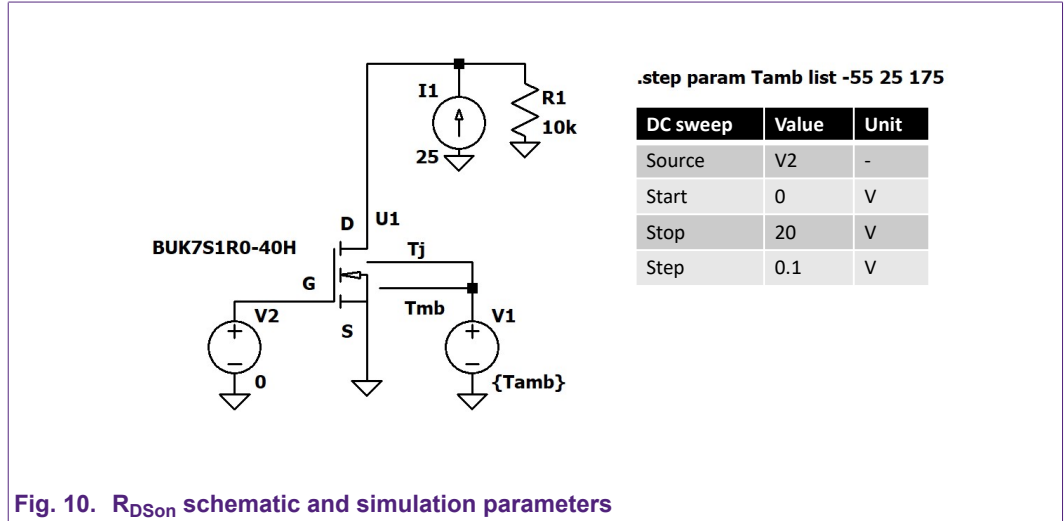 .step param Tamb list -55 25 175
I1
R1
10k
25
DC sweep Value Unit
Source V2 -
Start 0 V
Stop 20 V
Step 0.1 V
D U1
BUK7S1R0-40H
Tj
G
Tmb
V2
V1
S
0
{Tamb}
Fig. 10. RDSon schematic and simulation parameters